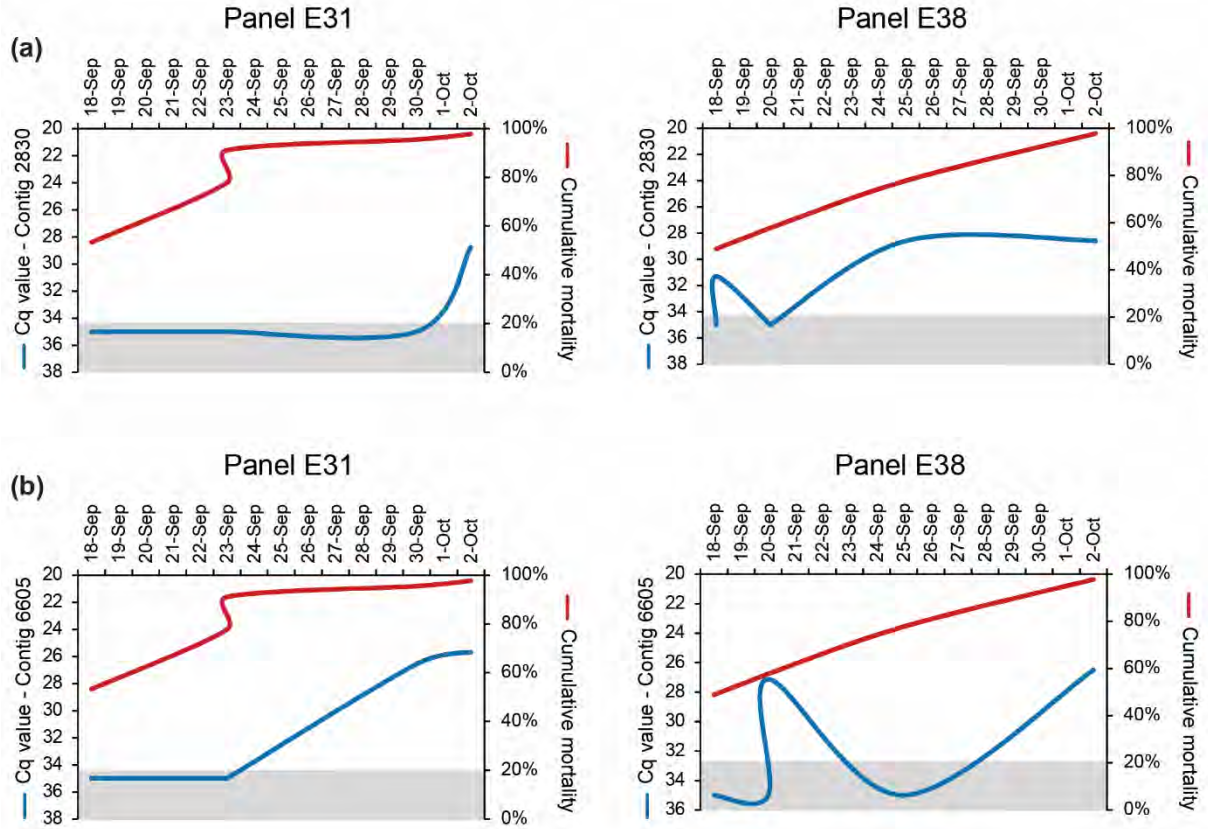 Panel E31
Panel E38
(a)
18-Sep
19-Sep
20-Sep
21-Sep
22-Sep
23-Sep
24-Sep
25-Sep
26-Sep
27-Sep
28-Sep
29-Sep
30-Sep
1-Oct
2-Oct
20
22
24
26
28
30
32
34
36
38
Cq value - Contig 2830
100%
80%
60%
40%
20%
0%
Cumulative mortality
18-Sep
19-Sep
20-Sep
21-Sep
22-Sep
23-Sep
24-Sep
25-Sep
26-Sep
27-Sep
28-Sep
29-Sep
30-Sep
1-Oct
2-Oct
20
22
24
26
28
30
32
34
36
38
Cq value - Contig 2830
100%
80%
60%
40%
20%
0%
Cumulative mortality
Panel E31
Panel E38
(b)
18-Sep
19-Sep
20-Sep
21-Sep
22-Sep
23-Sep
24-Sep
25-Sep
26-Sep
27-Sep
28-Sep
29-Sep
30-Sep
1-Oct
2-Oct
20
22
24
26
28
30
32
34
36
38
Cq value - Contig 6605
100%
80%
60%
40%
20%
0%
Cumulative mortality
18-Sep
19-Sep
20-Sep
21-Sep
22-Sep
23-Sep
24-Sep
25-Sep
26-Sep
27-Sep
28-Sep
29-Sep
30-Sep
1-Oct
2-Oct
20
22
24
26
28
30
32
34
36
Cq value - Contig 6605
100%
80%
60%
40%
20%
0%
Cumulative mortality